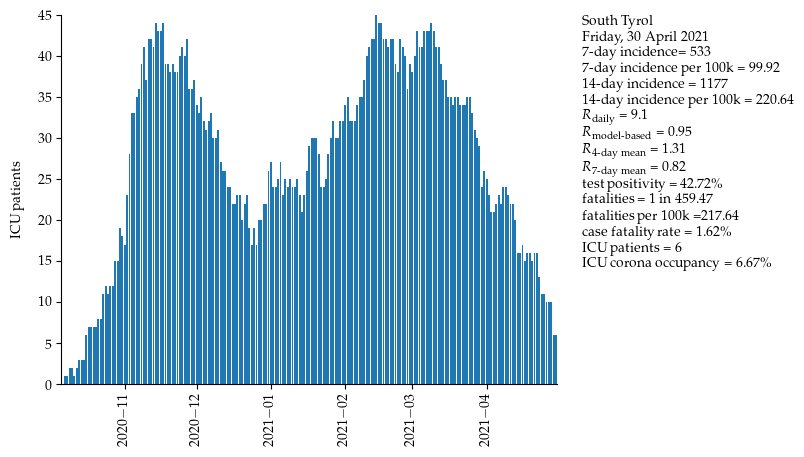 45
40
35
30
25
20
15
10
5
0
ICU patients
2020−11
2020−12
2021−01
2021−02
2021−03
2021−04
South Tyrol
Friday, 30 April 2021
7-day incidence= 533
7-day incidence per 100k = 99.92
14-day incidence = 1177
14-day incidence per 100k = 220.64
R daily = 9.1
R model-based = 0.95
R 4-day mean = 1.31
R 7-day mean = 0.82
test positivity = 42.72%
fatalities = 1 in 459.47
fatalities per 100k =217.64
case fatality rate = 1.62%
ICU patients = 6
ICU corona occupancy = 6.67%